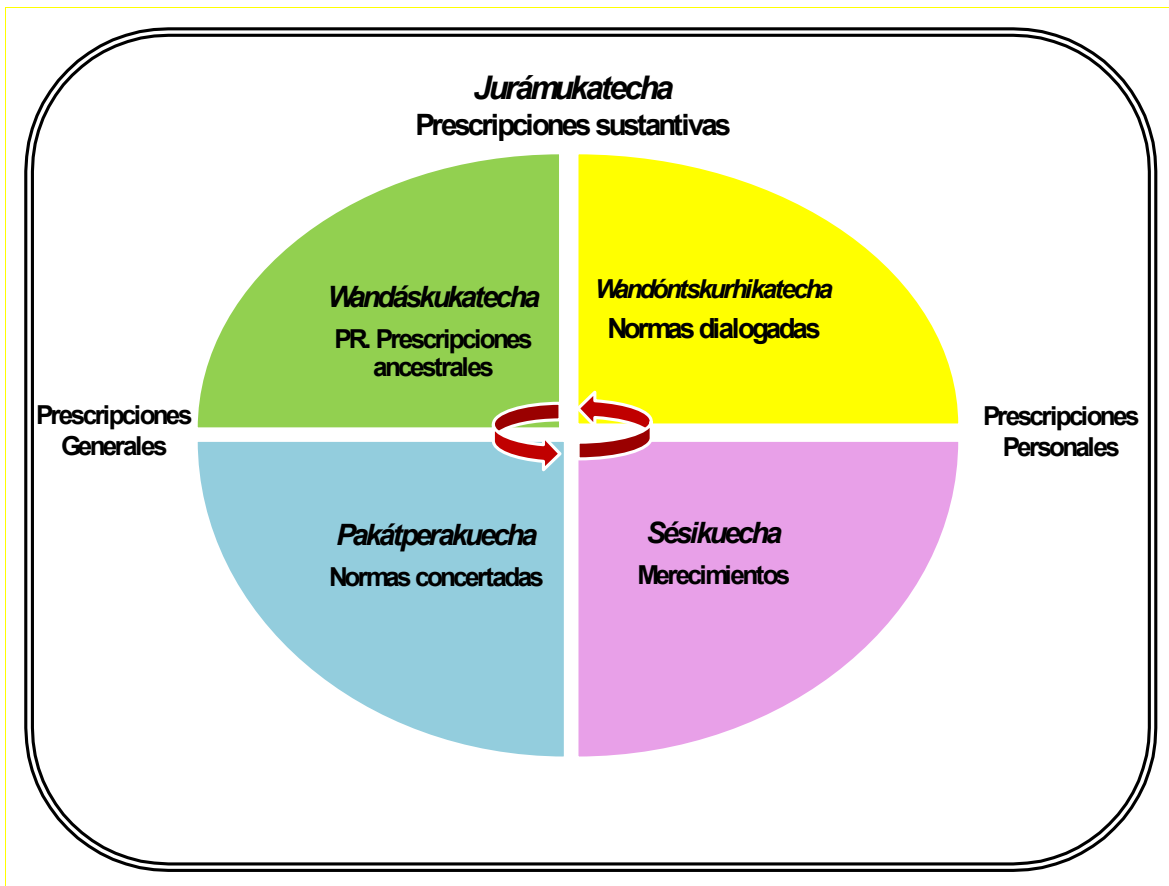 Jurámukatecha
Prescripciones sustantivas
Wandáskukatecha
PR. Prescripciones
ancestrales
Wandóntskurhikatecha
Normas dialogadas
Prescripciones
Generales
Prescripciones
Personales
Pakátperakuecha
Normas concertadas
Sésikuecha
Merecimientos